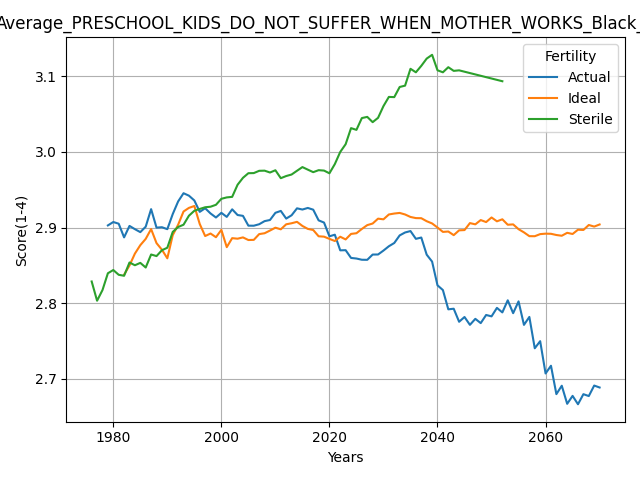 Average_PRESCHOOL_KIDS_DO_NOT_SUFFER_WHEN_MOTHER_WORKS_Black_
Fertility
Actual
Ideal
Sterile
Score(1-4)
3.1
3.0
2.9
2.8
2.7
1980 2000 2020 2040 2060
Years